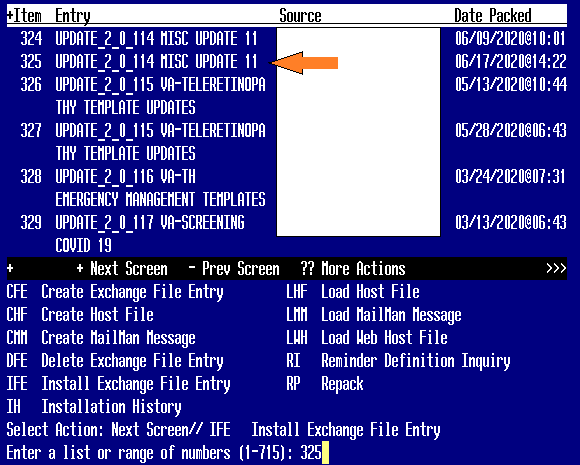 +Item Entry Source Date Packed
324 UPDATE_2_0_114 MISC UPDATE 11 06/09/2020@10:01
325 UPDATE_2_0_114 MISC UPDATE 11 06/17/2020@14:22
326 UPDATE_2_0_115 VA-TELERETINOPA 05/13/2020@10:44
THY TEMPLATE UPDATES
327 UPDATE_2_0_115 VA-TELERETINOPA 05/28/2020@06:43
THY TEMPLATE UPDATES
328 UPDATE_2_0_116 VA-TH 03/24/2020@07:31
EMERGENCY MANAGEMENT TEMPLATES
329 UPDATE_2_0_117 VA-SCREENING 03/13/2020@06:43
COVID 19
+ + Next Screen - Prev Screen ?? More Actions >>>
CFE Create Exchange File Entry LHF Load Host File
CHF Create Host File LMM Load MailMan Message
CMM Create MailMan Message LWH Load Web Host File
DFE Delete Exchange File Entry RI Reminder Definition Inquiry
IFE Install Exchange File Entry RP Repack
IH Installation History
Select Action: Next Screen// IFE Install Exchange File Entry
Enter a list or range of numbers (1-715): 325